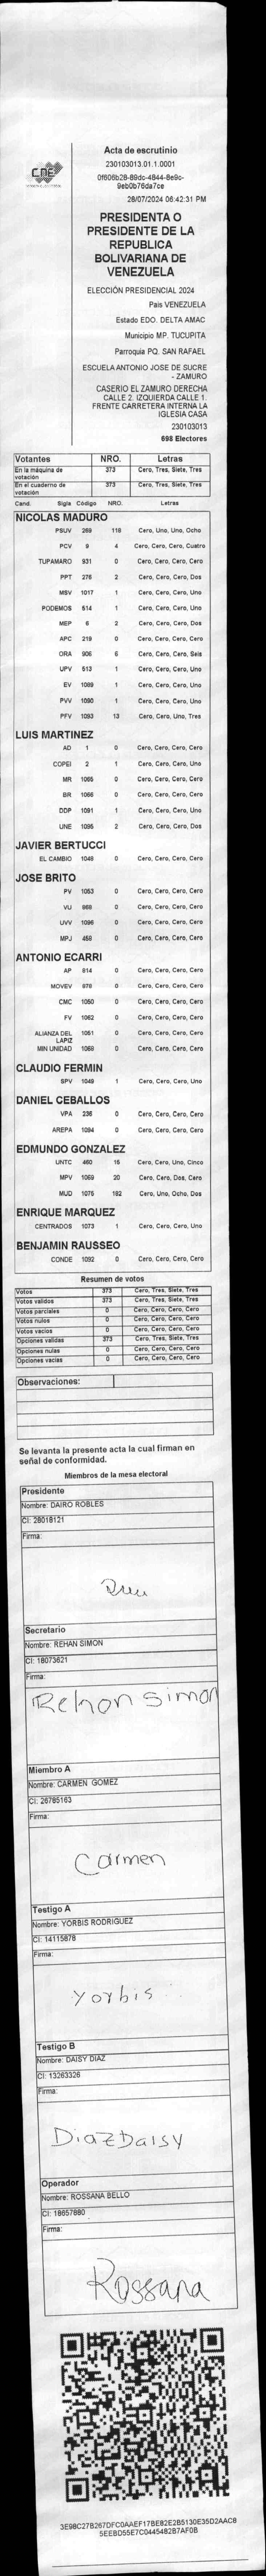 CNE
Acta de escrutinio
230103013.01.1.0001
0f606b28-89dc-4844-8e9c-
9eb0b76da7ce
28/07/2024 06:42:31 PM
PRESIDENTA O
PRESIDENTE DE LA
REPUBLICA
BOLIVARIANA DE
VENEZUELA
ELECCIÓN PRESIDENCIAL 2024
Pais VENEZUELA
Estado EDO. DELTA AMAC
Municipio MP. TUCUPITA
Parroquia PQ. SAN RAFAEL
ESCUELA ANTONIO JOSE DE SUCRE
- ZAMURO
CASERIO EL ZAMURO DERECHA
CALLE 2. IZQUIERDA CALLE 1.
FRENTE CARRETERA INTERNA LA
IGLESIA CASA
230103013
698 Electores
Votantes NRO. Letras
En la máquina de votación 373 Cero, Tres, Siete, Tres
En el cuaderno de votación 373 Cero, Tres, Siete, Tres
Cand. Sigla Código NRO. Letras
NICOLAS MADURO
PSUV 269 118 Cero, Uno, Uno, Ocho
PCV 9 4 Cero, Cero, Cero, Cuatro
TUPAMARO 931 0 Cero, Cero, Cero, Cero
PPT 276 2 Cero, Cero, Cero, Dos
MSV 1017 1 Cero, Cero, Cero, Uno
PODEMOS 514 1 Cero, Cero, Cero, Uno
MEP 6 2 Cero, Cero, Cero, Dos
APC 219 0 Cero, Cero, Cero, Cero
ORA 906 6 Cero, Cero, Cero, Seis
UPV 513 1 Cero, Cero, Cero, Uno
EV 1089 1 Cero, Cero, Cero, Uno
PVV 1090 1 Cero, Cero, Cero, Uno
PFV 1093 13 Cero, Cero, Uno, Tres
LUIS MARTINEZ
AD 1 0 Cero, Cero, Cero, Cero
COPEI 2 1 Cero, Cero, Cero, Uno
MR 1065 0 Cero, Cero, Cero, Cero
BR 1066 0 Cero, Cero, Cero, Cero
DDP 1091 1 Cero, Cero, Cero, Uno
UNE 1095 2 Cero, Cero, Cero, Dos
JAVIER BERTUCCI
EL CAMBIO 1048 0 Cero, Cero, Cero, Cero
JOSE BRITO
PV 1053 0 Cero, Cero, Cero, Cero
VU 868 0 Cero, Cero, Cero, Cero
UVV 1096 0 Cero, Cero, Cero, Cero
MPJ 458 0 Cero, Cero, Cero, Cero
ANTONIO ECARRI
AP 814 0 Cero, Cero, Cero, Cero
MOVEV 878 0 Cero, Cero, Cero, Cero
CMC 1050 0 Cero, Cero, Cero, Cero
FV 1062 0 Cero, Cero, Cero, Cero
ALIANZA DEL LAPIZ 1051 0 Cero, Cero, Cero, Cero
MIN UNIDAD 1068 0 Cero, Cero, Cero, Cero
CLAUDIO FERMIN
SPV 1049 1 Cero, Cero, Cero, Uno
DANIEL CEBALLOS
VPA 236 0 Cero, Cero, Cero, Cero
AREPA 1094 0 Cero, Cero, Cero, Cero
EDMUNDO GONZALEZ
UNTC 460 15 Cero, Cero, Uno, Cinco
MPV 1069 20 Cero, Cero, Dos, Cero
MUD 1075 182 Cero, Uno, Ocho, Dos
ENRIQUE MARQUEZ
CENTRADOS 1073 1 Cero, Cero, Cero, Uno
BENJAMIN RAUSSEO
CONDE 1092 0 Cero, Cero, Cero, Cero
Resumen de votos
Votos 373 Cero, Tres, Siete, Tres
Votos validos 373 Cero, Tres, Siete, Tres
Votos parciales 0 Cero, Cero, Cero, Cero
Votos nulos 0 Cero, Cero, Cero, Cero
Votos vacios 0 Cero, Cero, Cero, Cero
Opciones validas 373 Cero, Tres, Siete, Tres
Opciones nulas 0 Cero, Cero, Cero, Cero
Opciones vacias 0 Cero, Cero, Cero, Cero
Observaciones:
Se levanta la presente acta la cual firman en
señal de conformidad.
Miembros de la mesa electoral
Presidente
Nombre: DAIRO ROBLES
CI: 28018121
Firma:
Secretario
Nombre: REHAN SIMON
CI: 18073621
Firma:
Rehan simon
Miembro A
Nombre: CARMEN GOMEZ
CI: 26785163
Firma:
Carmen
Testigo A
Nombre: YORBIS RODRIGUEZ
CI: 14115878
Firma:
Yorbis
Testigo B
Nombre: DAISY DIAZ
CI: 13263326
Firma:
Diaz Daisy
Operador
Nombre: ROSSANA BELLO
CI: 18657880
Firma:
Rossana
3E98C27B267DFC0AAEF17BE82E2B5130E35D2AAC8
5EEBD55E7C0445482B7AF0B